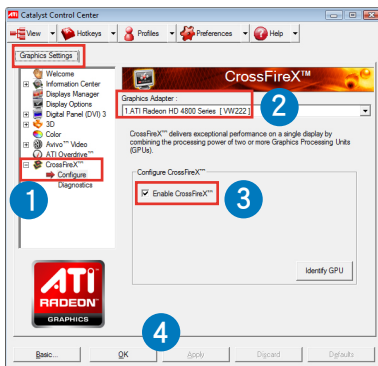 ATI Catalyst Control Center
View Hotkeys Profiles Preferences Help
Graphics Settings
Welcome
Information Center
Displays Manager
Display Options
Digital Panel (DVI) 3
3D
Color
Avivo™ Video
ATI Overdrive™
CrossFireX™
Configure
Diagnostics
1
CrossFireX™
Graphics Adapter :
1.ATI Radeon HD 4800 Series [ VW222 ]
2
CrossFireX™ delivers exceptional performance on a single display by
combining the processing power of two or more Graphics Processing Units
(GPUs).
Configure CrossFireX™
Enable CrossFireX™
3
Identify GPU
ATI
RADEON
GRAPHICS
4
Basic... OK Apply Discard Defaults